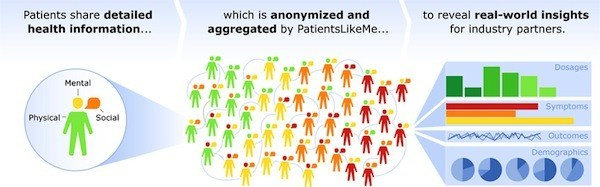 Patients share detailed
health information...
which is anonymized and
aggregated by PatientsLikeMe...
to reveal real-world insights
for industry partners.
Mental
Physical
Social
Dosages
Symptoms
Outcomes
Demographics